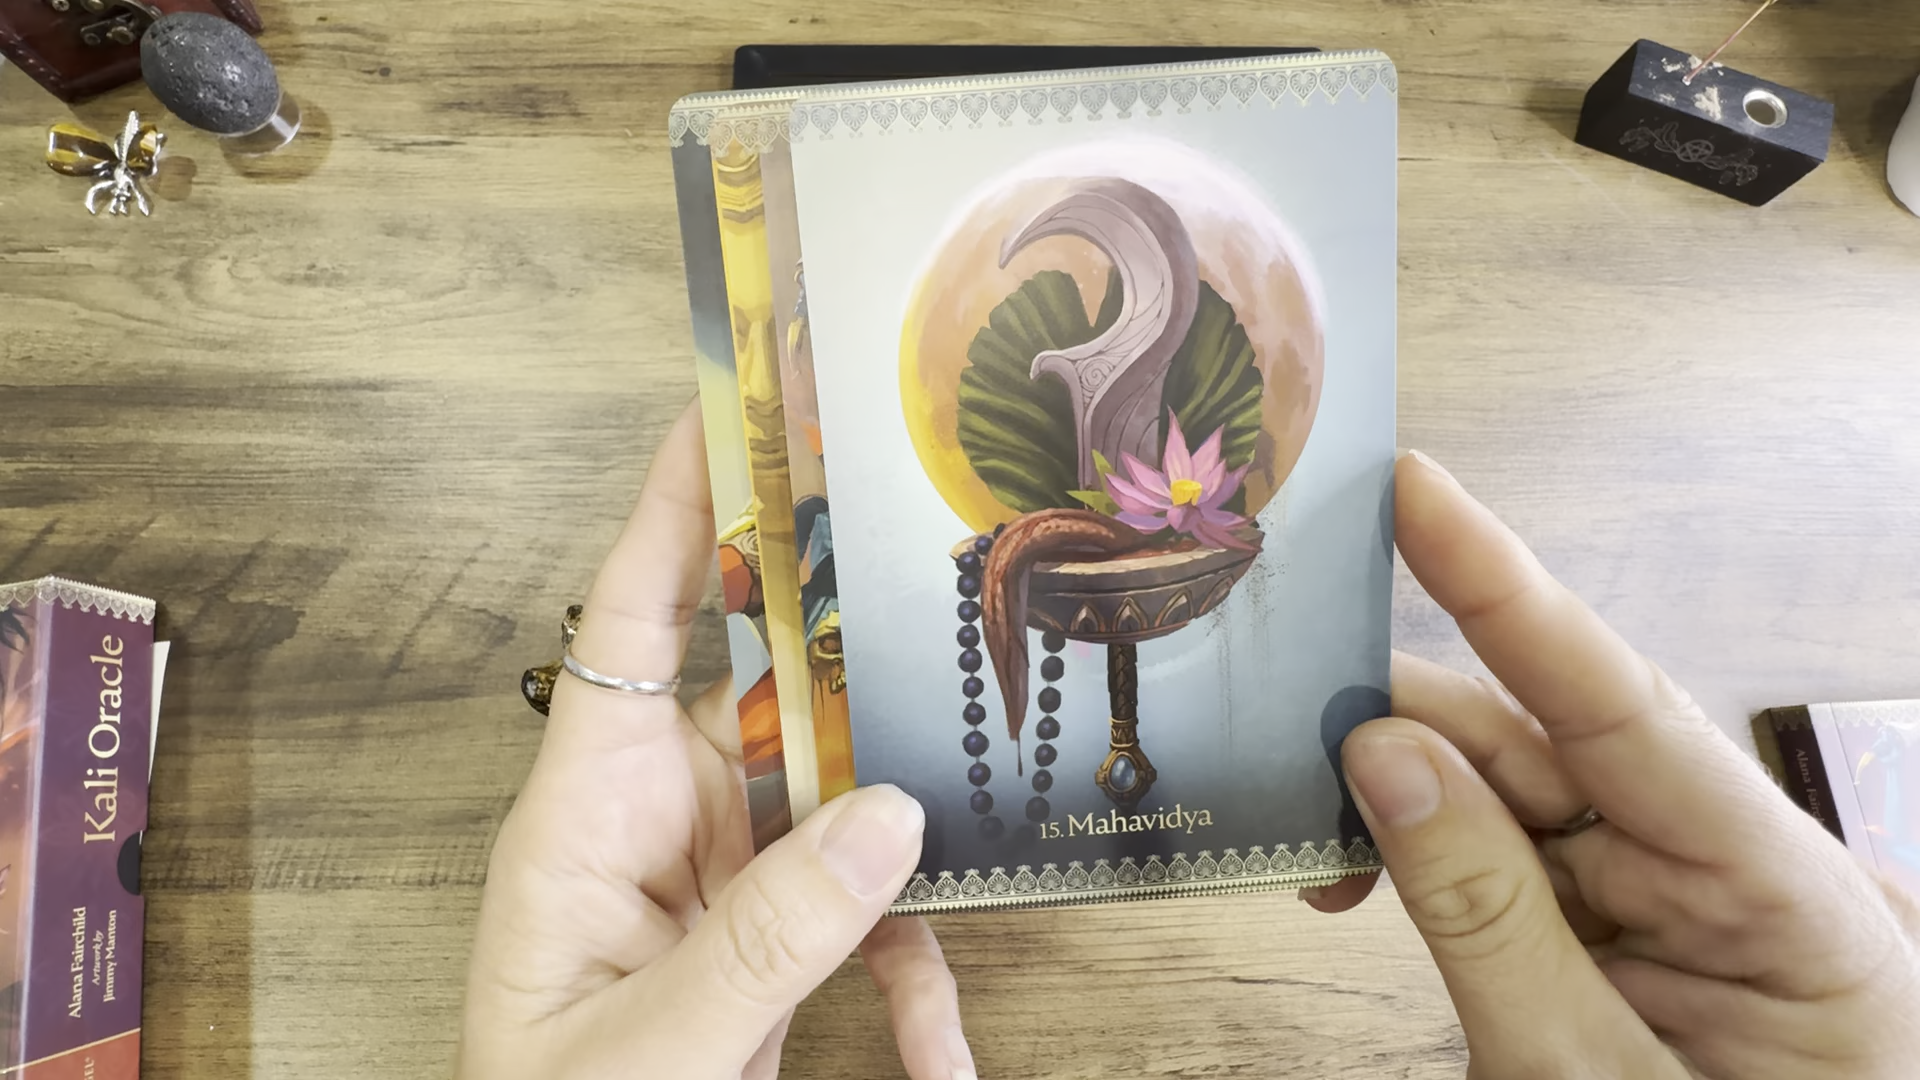 15. Mahavidya
Kali Oracle
Alana Fairchild
Artwork by
Jimmy Manton